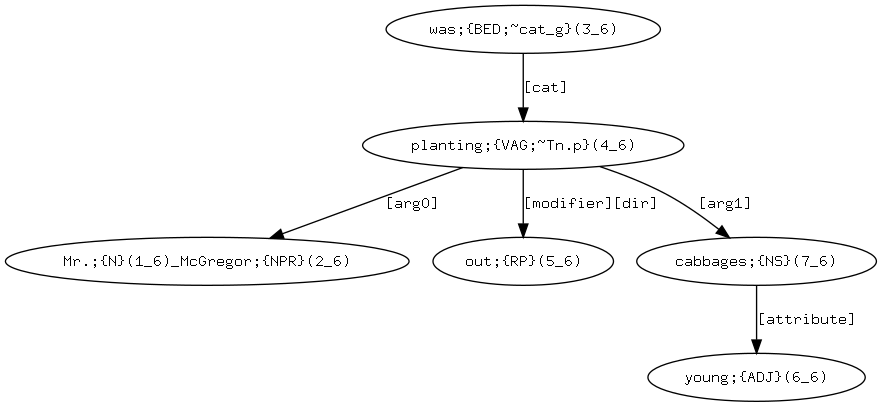 was;{BED;~cat_g}(3_6)
[cat]
planting;{VAG;~Tn.p}(4_6)
[arg0]
[modifier][dir]
[arg1]
Mr.;{N}(1_6)_McGregor;{NPR}(2_6)
out;{RP}(5_6)
cabbages;{NS}(7_6)
[attribute]
young;{ADJ}(6_6)